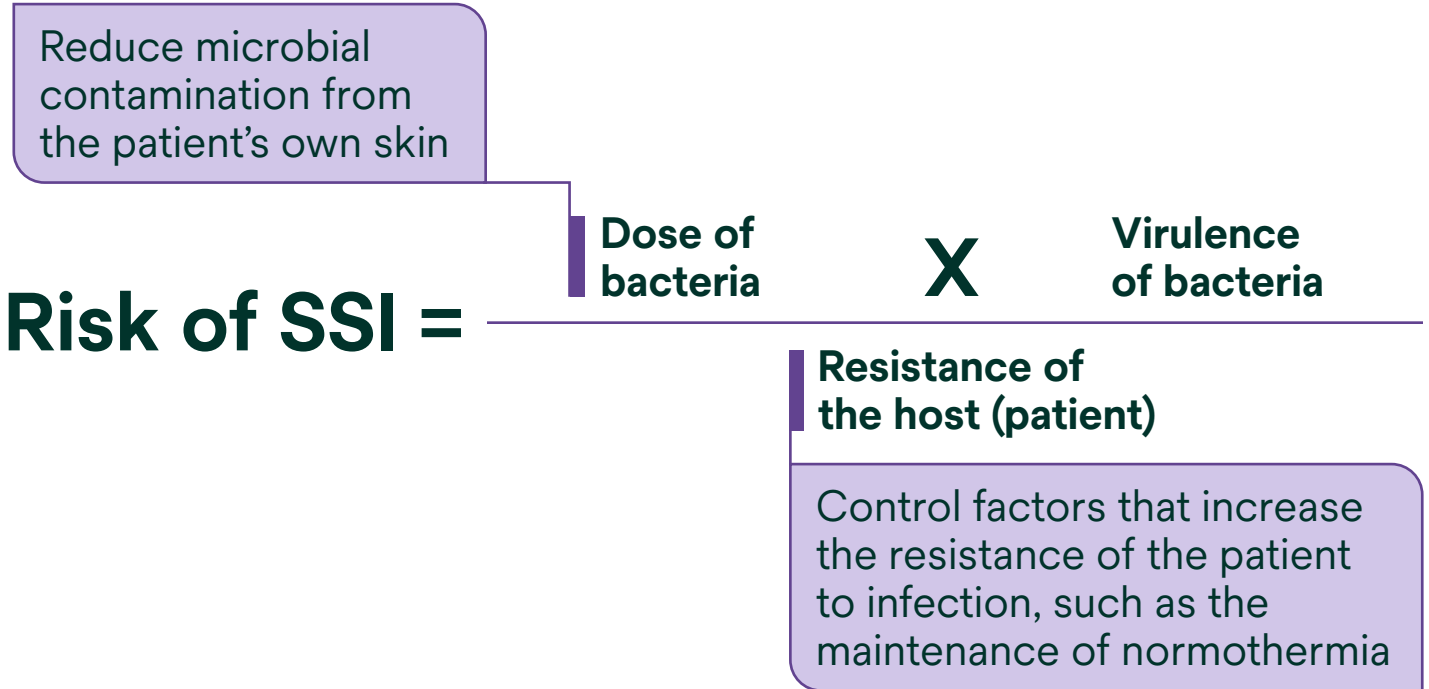 Reduce microbial
contamination from
the patient’s own skin
Risk of SSI =
Dose of
bacteria
X
Virulence
of bacteria
Resistance of
the host (patient)
Control factors that increase
the resistance of the patient
to infection, such as the
maintenance of normothermia